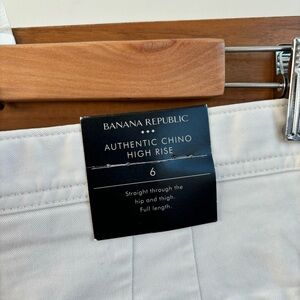 BANANA REPUBLIC
AUTHENTIC CHINO
HIGH RISE
6
Straight through the
hip and thigh.
Full length.